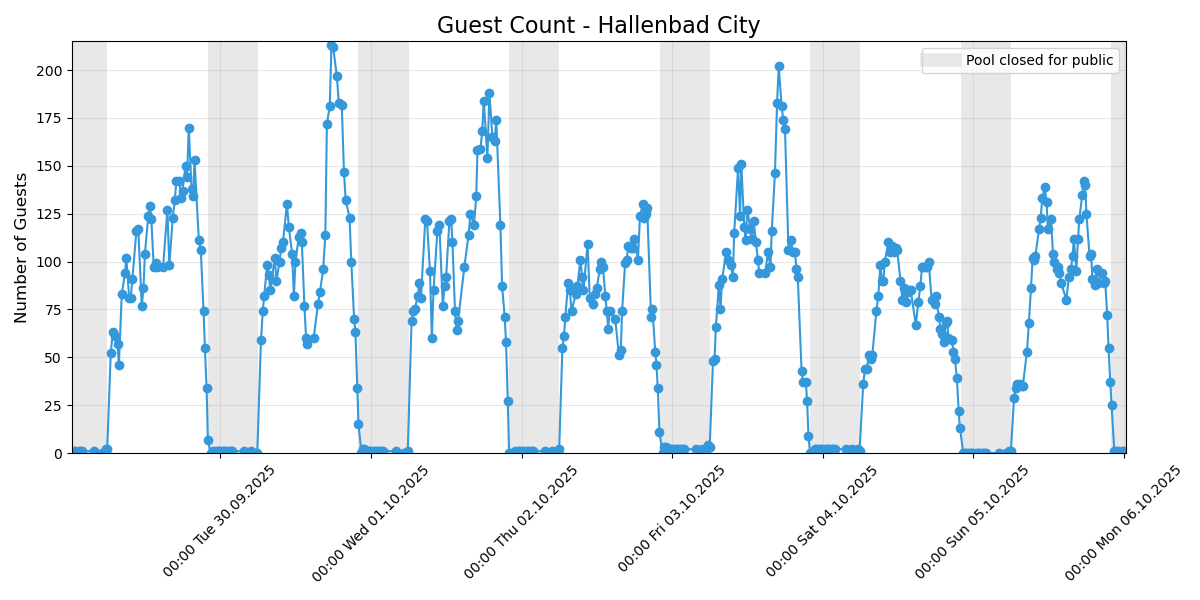 Guest Count - Hallenbad City
Pool closed for public
Number of Guests
200
175
150
125
100
75
50
25
0
00:00 Tue 30.09.2025
00:00 Wed 01.10.2025
00:00 Thu 02.10.2025
00:00 Fri 03.10.2025
00:00 Sat 04.10.2025
00:00 Sun 05.10.2025
00:00 Mon 06.10.2025